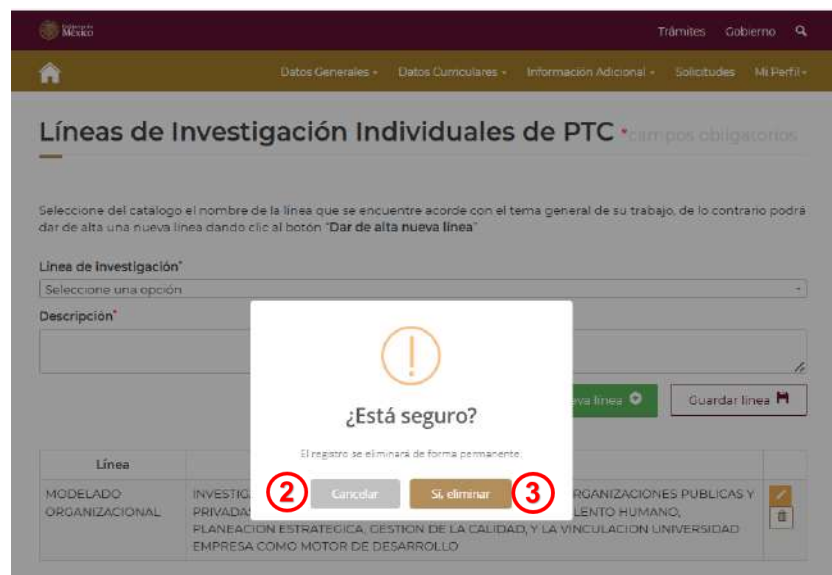 Gobierno de
México
Trámites Gobierno
Datos Generales Datos Curriculares Información Adicional Solicitudes Mi Perfil
Líneas de Investigación Individuales de PTC *campos obligatorios
Seleccione del catálogo el nombre de la línea que se encuentre acorde con el tema general de su trabajo, de lo contrario podrá
dar de alta una nueva línea dando clic al botón "Dar de alta nueva línea"
Línea de investigación*
Seleccione una opción
Descripción*
eva línea Guardar línea
¿Está seguro?
El registro se eliminará de forma permanente.
2 Cancelar Sí, eliminar 3
Línea
MODELADO
ORGANIZACIONAL
INVESTIG RGANIZACIONES PUBLICAS Y
PRIVADAS LENTO HUMANO,
PLANEACION ESTRATEGICA, GESTION DE LA CALIDAD, Y LA VINCULACION UNIVERSIDAD
EMPRESA COMO MOTOR DE DESARROLLO